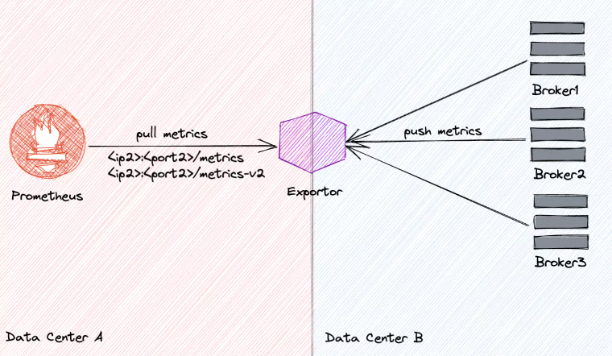 Broker1
pull metrics
push metrics
<ip2>:<port2>/metrics
<ip2>:<port2>/metrics-v2
Prometheus
Exportor
Broker2
Broker3
Data Center A
Data Center B